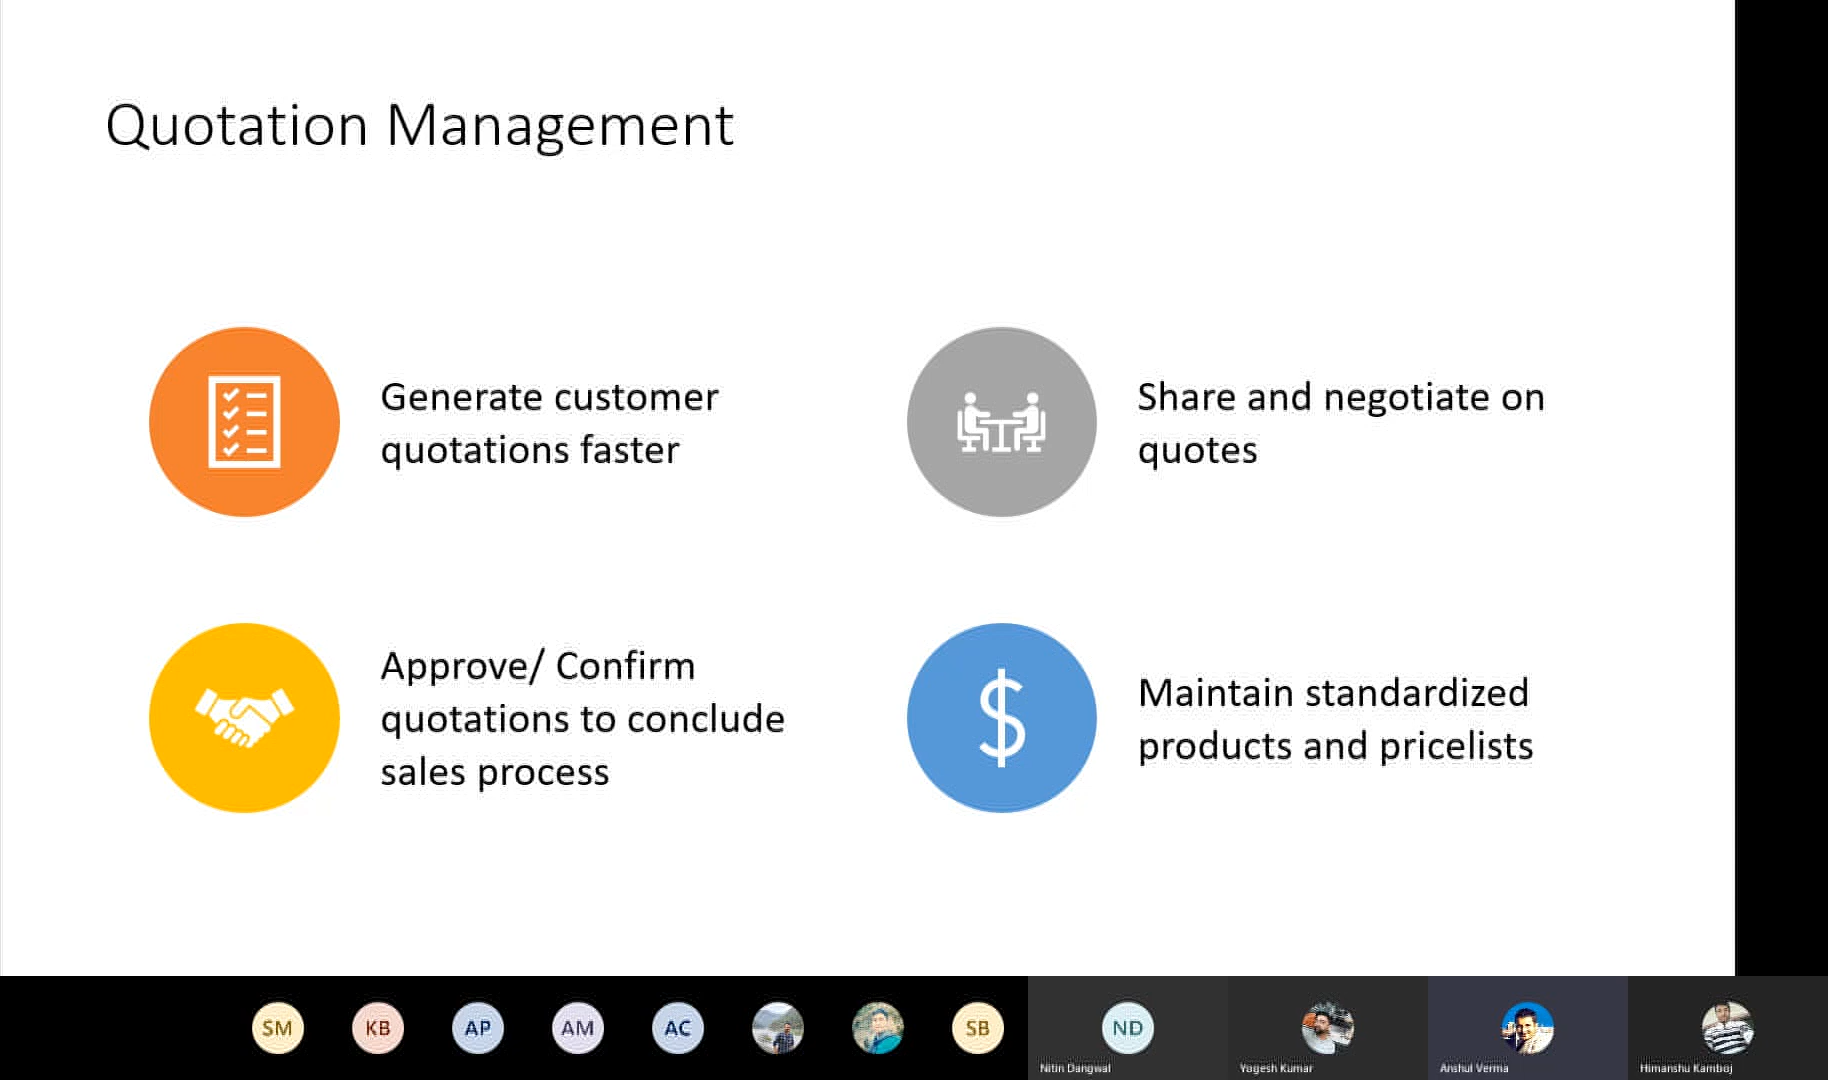 Quotation Management
Generate customer
quotations faster
Share and negotiate on
quotes
Approve/ Confirm
quotations to conclude
sales process
$
Maintain standardized
products and pricelists
SM
KB
AP
AM
AC
SB
ND
Nitin Dangwal
Yogesh Kumar
Anshul Verma
Himanshu Kamboj